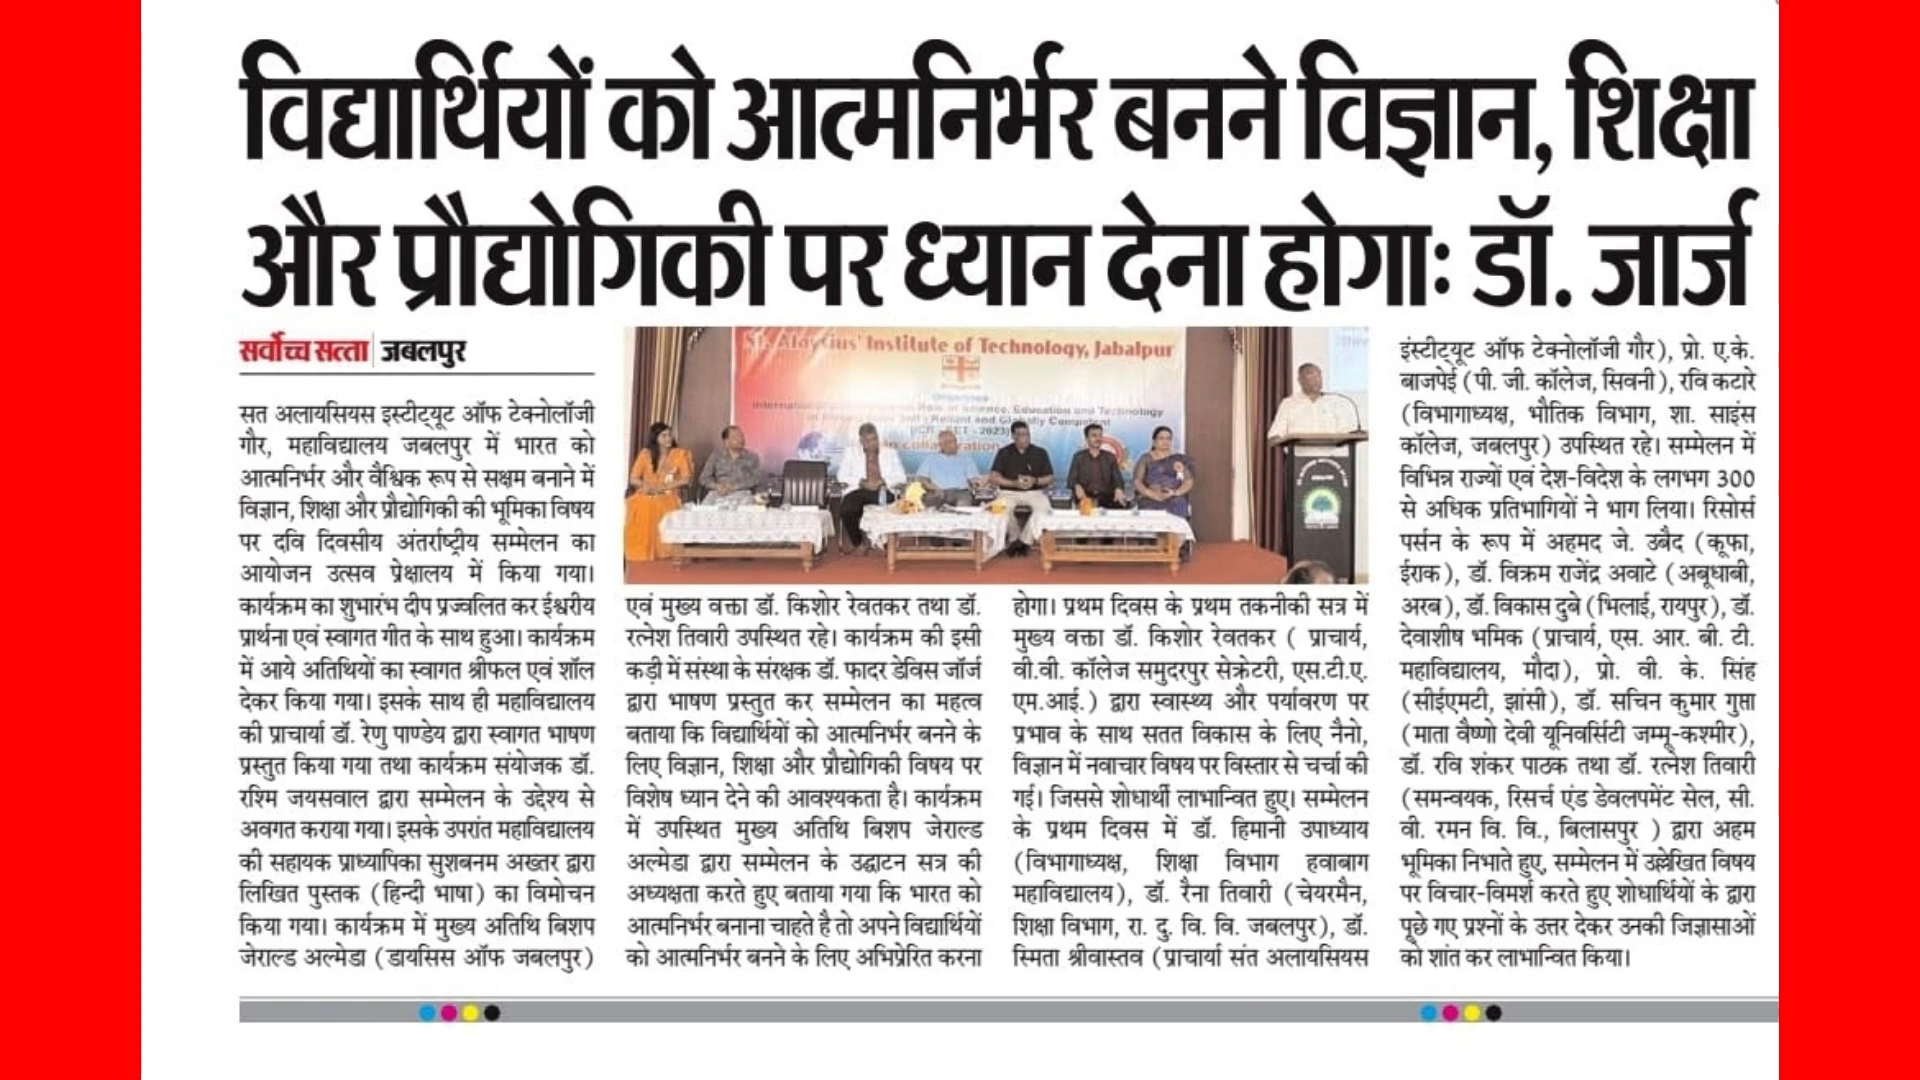 विद्यार्थियों को आत्मनिर्भर बनने विज्ञान, शिक्षा
और प्रौद्योगिकी पर ध्यान देना होगाः डॉ. जार्ज
सर्वोच्च सत्ता | जबलपुर
सत अलायसियस इस्टीट्यूट ऑफ टेक्नोलॉजी
गौर, महाविद्यालय जबलपुर में भारत को
आत्मनिर्भर और वैश्विक रूप से सक्षम बनाने में
विज्ञान, शिक्षा और प्रौद्योगिकी की भूमिका विषय
पर दवि दिवसीय अंतर्राष्ट्रीय सम्मेलन का
आयोजन उत्सव प्रेक्षालय में किया गया।
कार्यक्रम का शुभारंभ दीप प्रज्वलित कर ईश्वरीय
प्रार्थना एवं स्वागत गीत के साथ हुआ। कार्यक्रम
में आये अतिथियों का स्वागत श्रीफल एवं शॉल
देकर किया गया। इसके साथ ही महाविद्यालय
की प्राचार्या डॉ. रेणु पाण्डेय द्वारा स्वागत भाषण
प्रस्तुत किया गया तथा कार्यक्रम संयोजक डॉ.
रश्मि जयसवाल द्वारा सम्मेलन के उद्देश्य से
अवगत कराया गया। इसके उपरांत महाविद्यालय
की सहायक प्राध्यापिका सुशबनम अख्तर द्वारा
लिखित पुस्तक (हिन्दी भाषा) का विमोचन
किया गया। कार्यक्रम में मुख्य अतिथि बिशप
जेराल्ड अल्मेडा (डायसिस ऑफ जबलपुर)
St. Aloysius' Institute of Technology, Jabalpur
International Role of Science, Education and Technology
Reliant and Globally Competent
2023)
in collaboration
एवं मुख्य वक्ता डॉ. किशोर रेवतकर तथा डॉ.
रत्नेश तिवारी उपस्थित रहे। कार्यक्रम की इसी
कड़ी में संस्था के संरक्षक डॉ. फादर डेविस जॉर्ज
द्वारा भाषण प्रस्तुत कर सम्मेलन का महत्व
बताया कि विद्यार्थियों को आत्मनिर्भर बनने के
लिए विज्ञान, शिक्षा और प्रौद्योगिकी विषय पर
विशेष ध्यान देने की आवश्यकता है। कार्यक्रम
में उपस्थित मुख्य अतिथि बिशप जेराल्ड
अल्मेडा द्वारा सम्मेलन के उद्घाटन सत्र की
अध्यक्षता करते हुए बताया गया कि भारत को
आत्मनिर्भर बनाना चाहते है तो अपने विद्यार्थियों
को आत्मनिर्भर बनने के लिए अभिप्रेरित करना
होगा। प्रथम दिवस के प्रथम तकनीकी सत्र में
मुख्य वक्ता डॉ. किशोर रेवतकर ( प्राचार्य,
वी.वी. कॉलेज समुदरपुर सेक्रेटरी, एस.टी.ए.
एम.आई.) द्वारा स्वास्थ्य और पर्यावरण पर
प्रभाव के साथ सतत विकास के लिए नैनो,
विज्ञान में नवाचार विषय पर विस्तार से चर्चा की
गई। जिससे शोधार्थी लाभान्वित हुए। सम्मेलन
के प्रथम दिवस में डॉ. हिमानी उपाध्याय
(विभागाध्यक्ष, शिक्षा विभाग हवाबाग
महाविद्यालय), डॉ. रैना तिवारी (चेयरमैन,
शिक्षा विभाग, रा. दु. वि. वि. जबलपुर), डॉ.
स्मिता श्रीवास्तव (प्राचार्या संत अलायसियस
इंस्टीट्यूट ऑफ टेक्नोलॉजी गौर), प्रो. ए.के.
बाजपेई (पी. जी. कॉलेज, सिवनी), रवि कटारे
(विभागाध्यक्ष, भौतिक विभाग, शा. साइंस
कॉलेज, जबलपुर) उपस्थित रहे। सम्मेलन में
विभिन्न राज्यों एवं देश-विदेश के लगभग 300
से अधिक प्रतिभागियों ने भाग लिया। रिसोर्स
पर्सन के रूप में अहमद जे. उबैद (कूफा,
ईराक), डॉ. विक्रम राजेंद्र अवाटे (अबूधाबी,
अरब), डॉ. विकास दुबे (भिलाई, रायपुर), डॉ.
देवाशीष भमिक (प्राचार्य, एस. आर. बी. टी.
महाविद्यालय, मौदा), प्रो. वी. के. सिंह
(सीईएमटी, झांसी), डॉ. सचिन कुमार गुप्ता
(माता वैष्णो देवी यूनिवर्सिटी जम्मू-कश्मीर),
डॉ. रवि शंकर पाठक तथा डॉ. रत्नेश तिवारी
(समन्वयक, रिसर्च एंड डेवलपमेंट सेल, सी.
वी. रमन वि. वि., बिलासपुर ) द्वारा अहम
भूमिका निभाते हुए, सम्मेलन में उल्लेखित विषय
पर विचार-विमर्श करते हुए शोधार्थियों के द्वारा
पूछे गए प्रश्नों के उत्तर देकर उनकी जिज्ञासाओं
को शांत कर लाभान्वित किया।